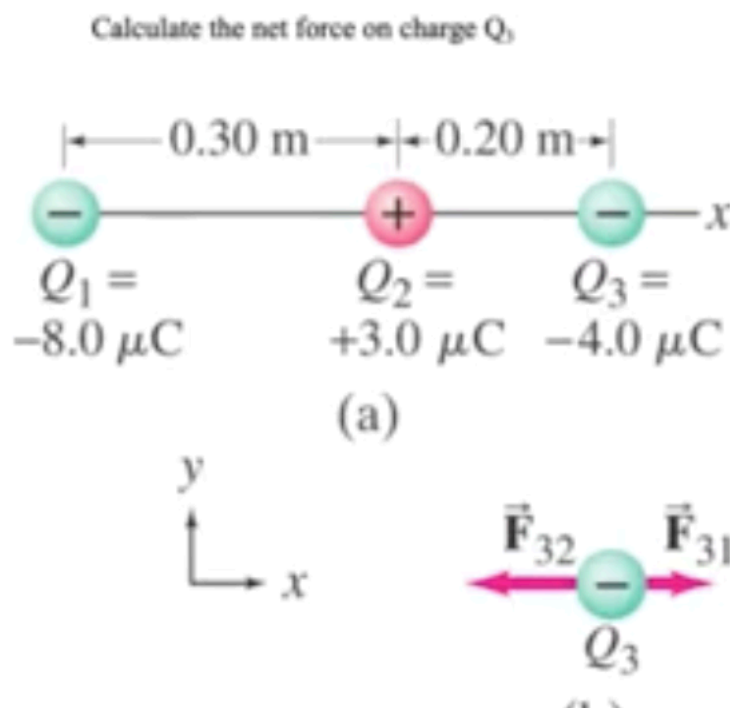 Calculate the net force on charge Q₃
0.30 m 0.20 m
− + − x
Q₁ = Q₂ = Q₃ =
−8.0 μC +3.0 μC −4.0 μC
(a)
y
x
F⃗₃₂ F⃗₃₁
−
Q₃